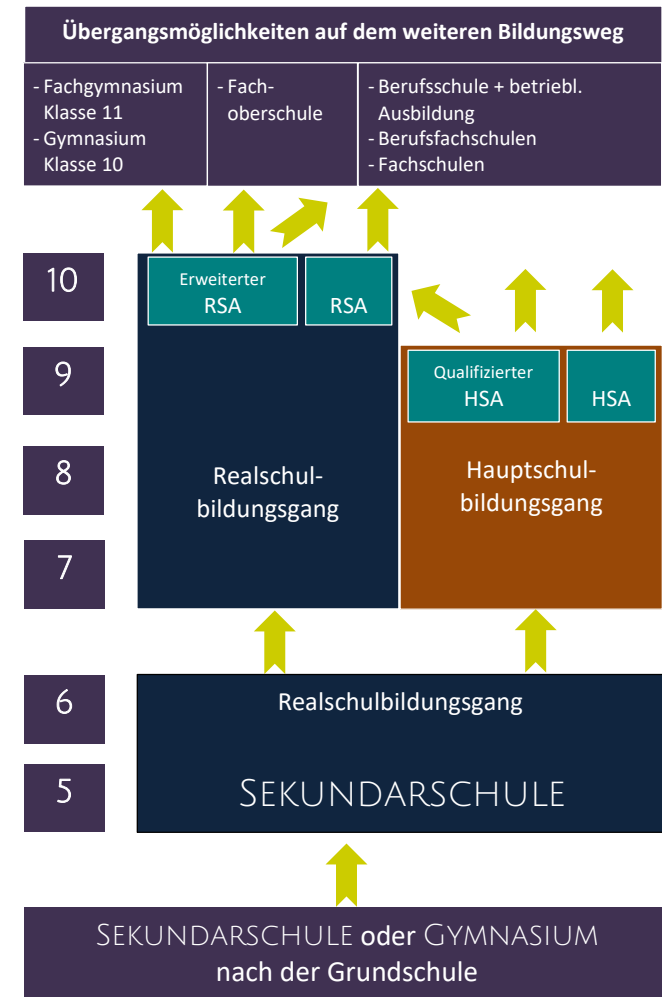 Übergangsmöglichkeiten auf dem weiteren Bildungsweg
- Fachgymnasium
Klasse 11
- Gymnasium
Klasse 10
- Fach-
oberschule
- Berufsschule + betriebl.
Ausbildung
- Berufsfachschulen
- Fachschulen
10
Erweiterter
RSA
RSA
9
Qualifizierter
HSA
HSA
8
Realschul-
bildungsgang
Hauptschul-
bildungsgang
7
6
Realschulbildungsgang
5
SEKUNDARSCHULE
SEKUNDARSCHULE oder GYMNASIUM
nach der Grundschule